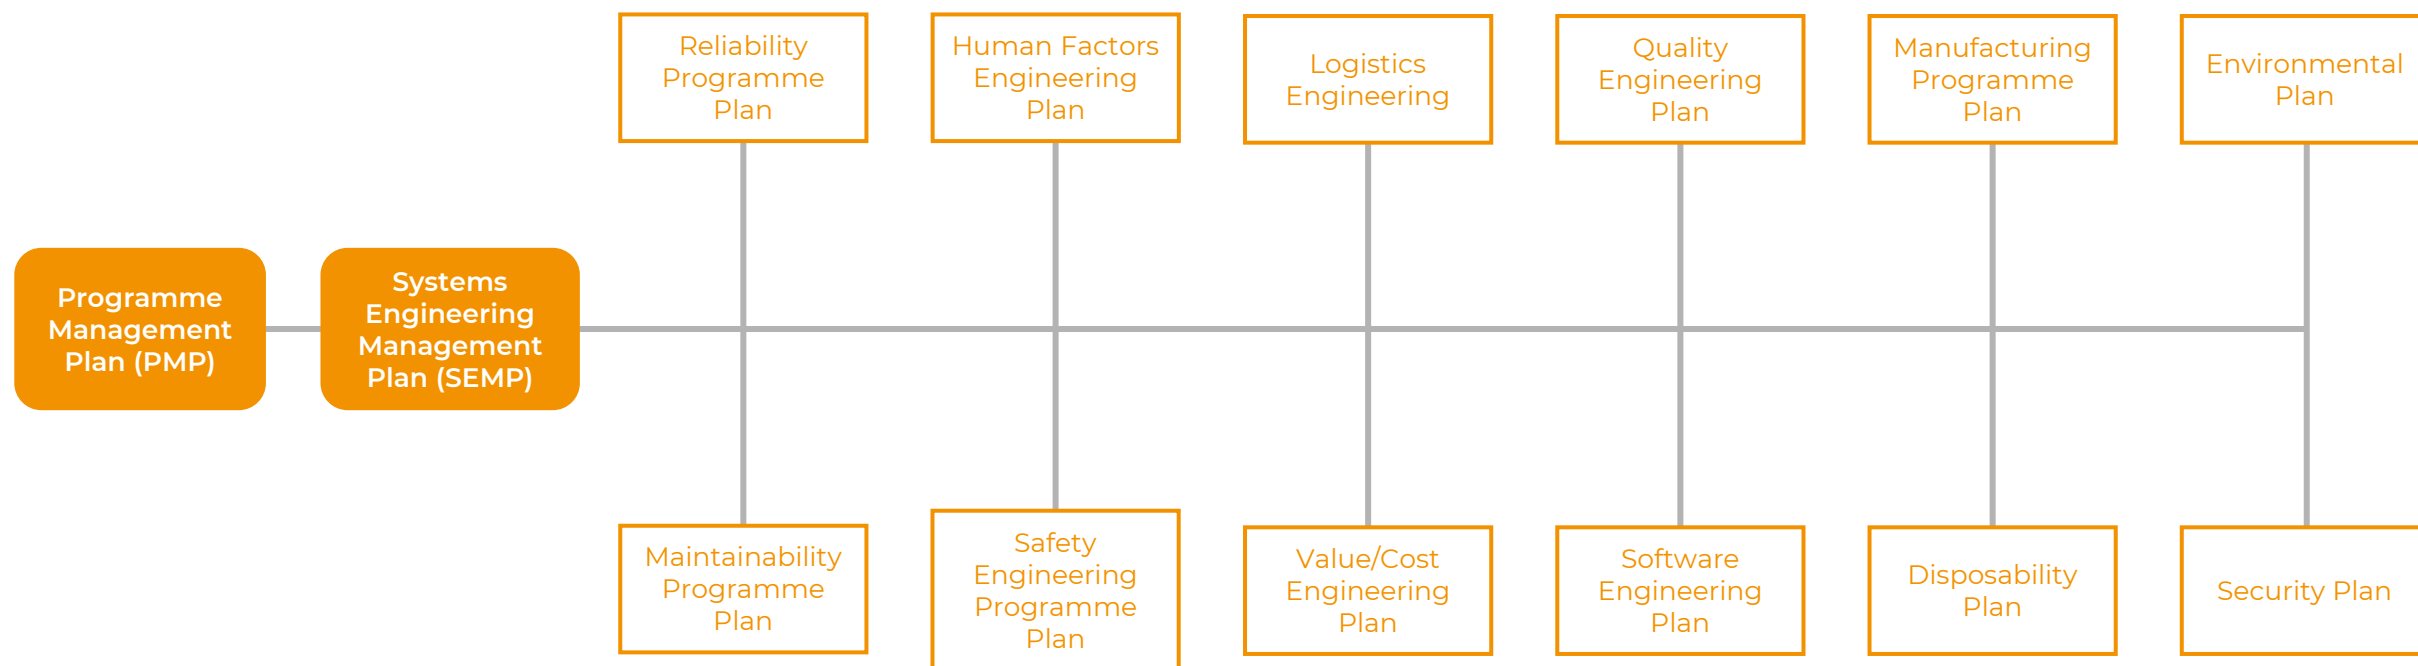 Reliability
Programme
Plan
Human Factors
Engineering
Plan
Logistics
Engineering
Quality
Engineering
Plan
Manufacturing
Programme
Plan
Environmental
Plan
Programme
Management
Plan (PMP)
Systems
Engineering
Management
Plan (SEMP)
Maintainability
Programme
Plan
Safety
Engineering
Programme
Plan
Value/Cost
Engineering
Plan
Software
Engineering
Plan
Disposability
Plan
Security Plan